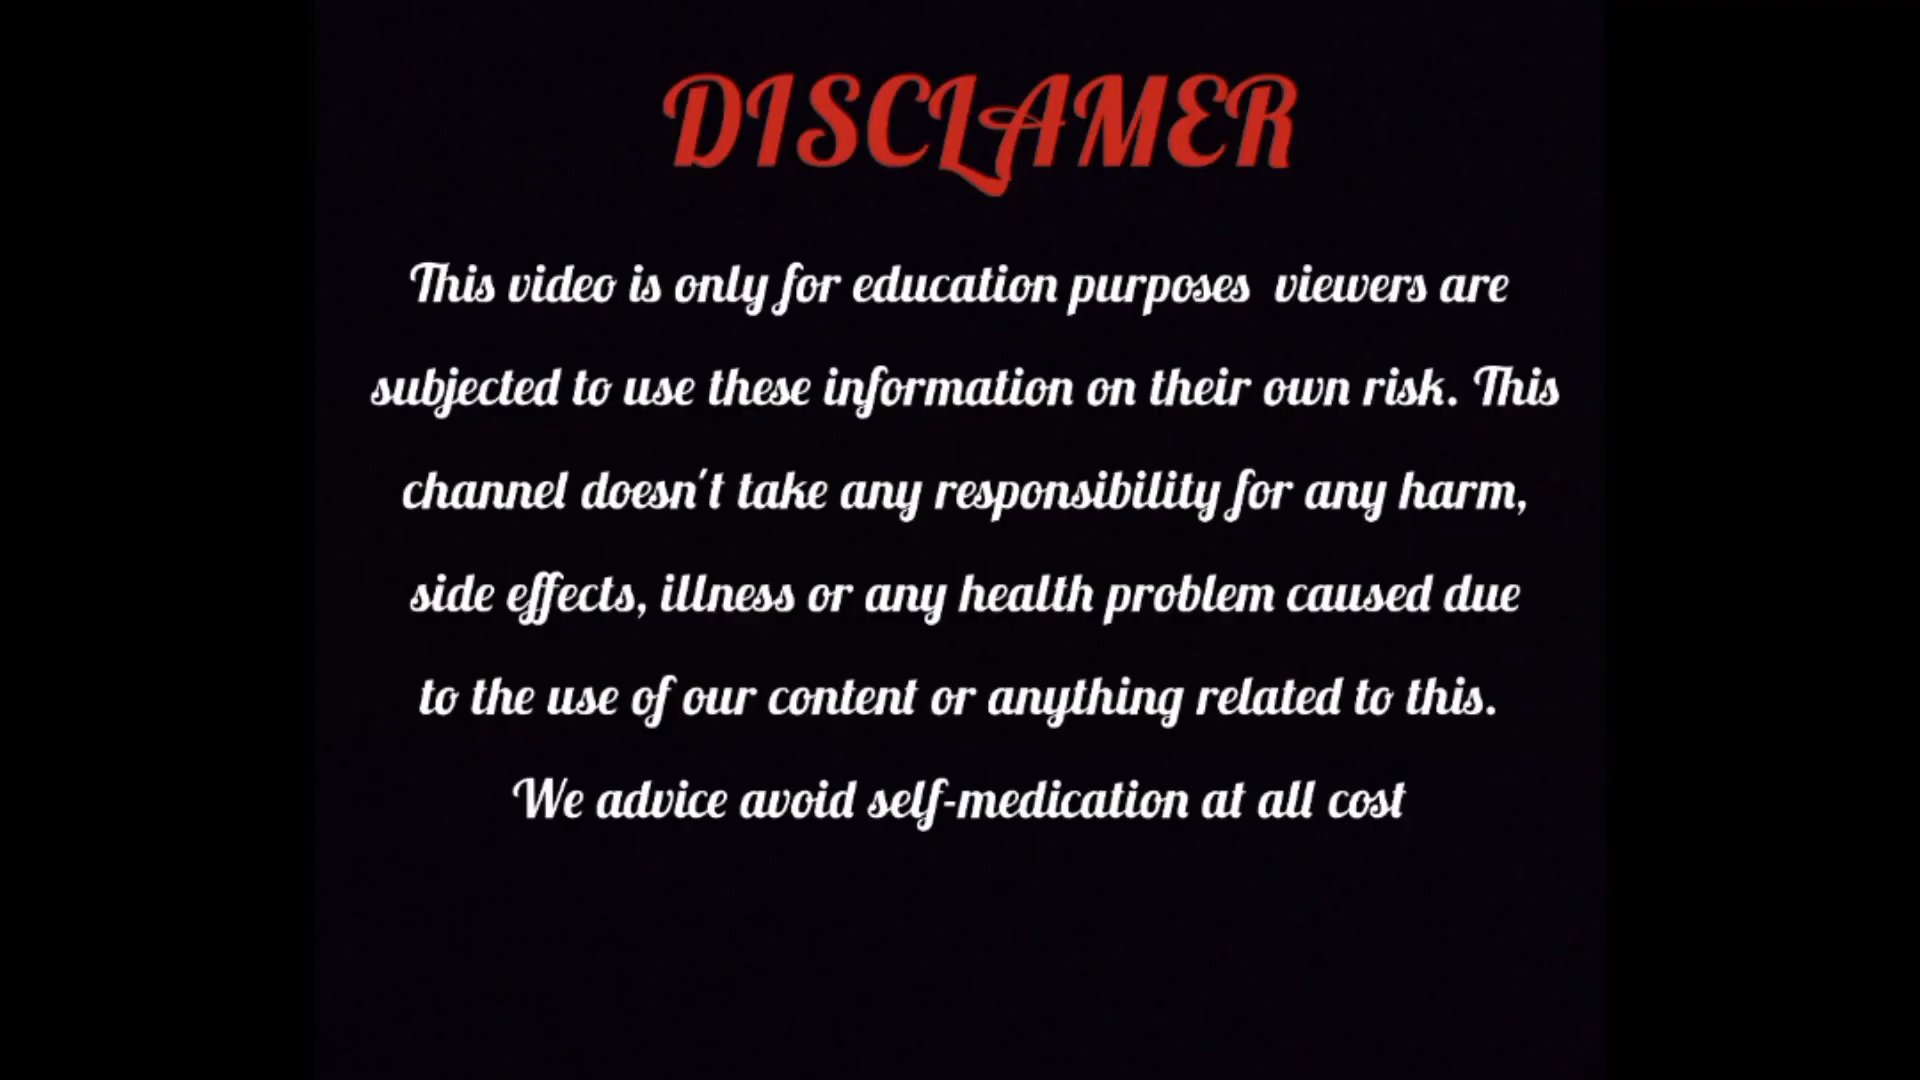 DISCLAMER
This video is only for education purposes viewers are
subjected to use these information on their own risk. This
channel doesn't take any responsibility for any harm,
side effects, illness or any health problem caused due
to the use of our content or anything related to this.
We advice avoid self-medication at all cost